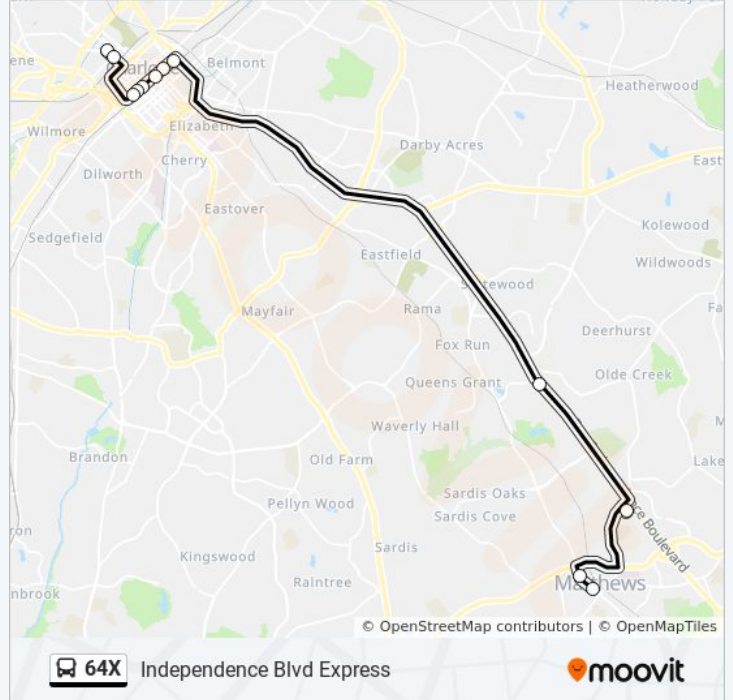 Belmont
Heatherwood
Wilmore
Elizabeth
Darby Acres
Cherry
Dilworth
Eastover
Kolewood
Sedgefield
Eastfield
Wildwoods
Rama
Mayfair
Deerhurst
Fox Run
Olde Creek
Queens Grant
Waverly Hall
Brandon
Old Farm
Sardis Oaks
Pellyn Wood
Sardis Cove
Sardis
Kingswood
Raintree
© OpenStreetMap contributors | © OpenMapTiles
64X Independence Blvd Express
moovit